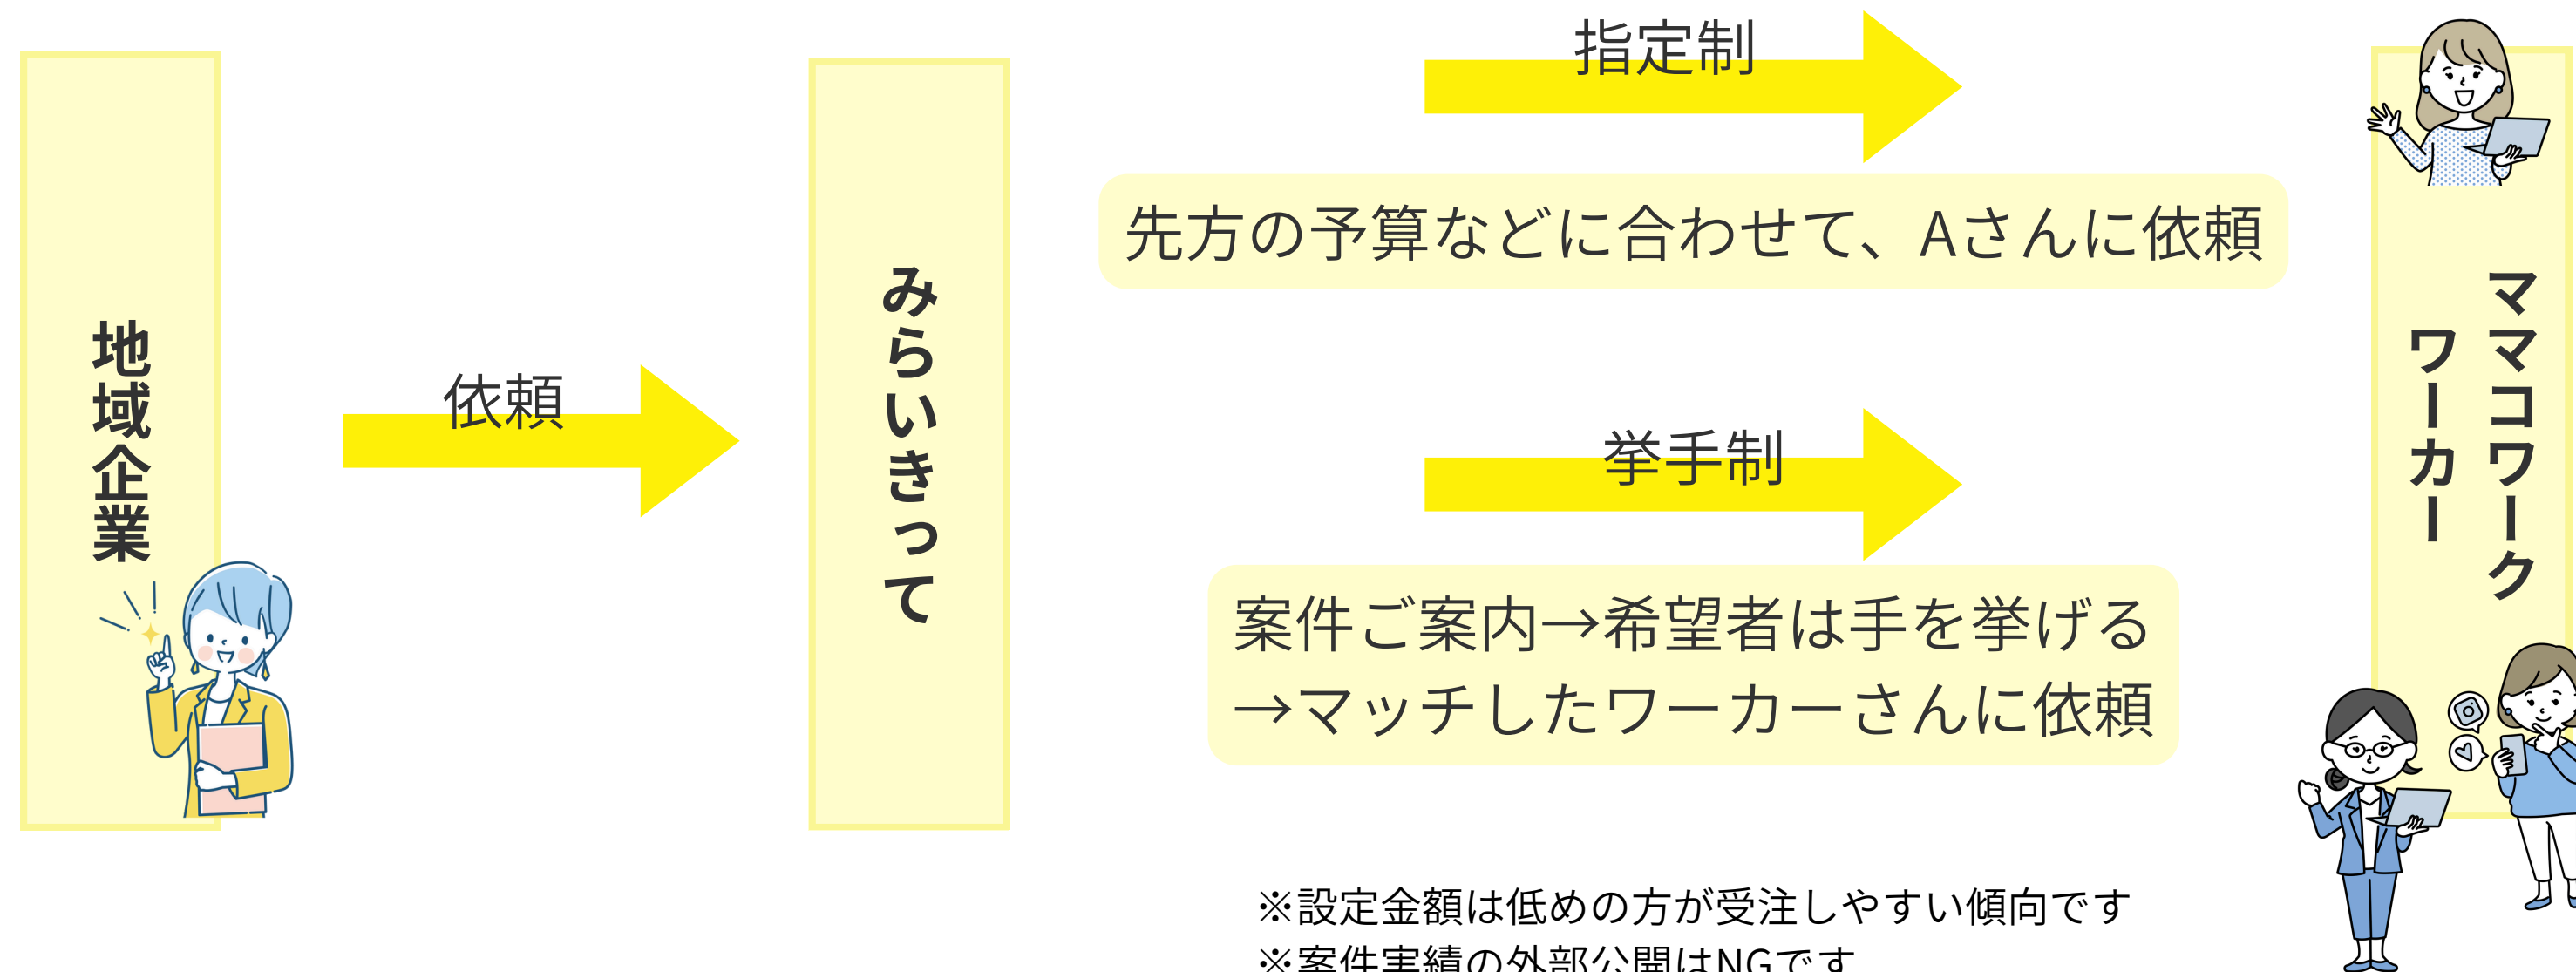 地域企業
依頼
みらいきって
指定制
先方の予算などに合わせて、Aさんに依頼
挙手制
案件ご案内→希望者は手を挙げる
→マッチしたワーカーさんに依頼
ママコワーク
ワーカー
※設定金額は低めの方が受注しやすい傾向です
※案件実績の外部公開はNGです